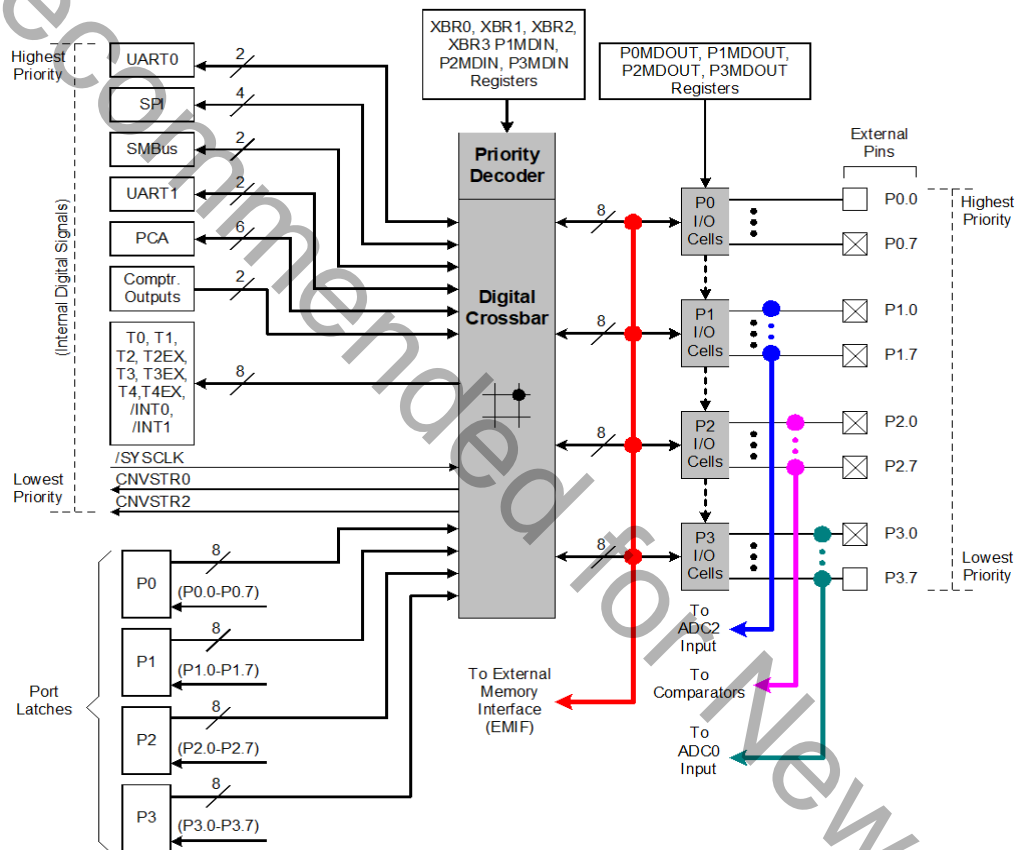 XBR0, XBR1, XBR2,
XBR3 P1MDIN,
P2MDIN, P3MDIN
Registers
P0MDOUT, P1MDOUT,
P2MDOUT, P3MDOUT
Registers
Highest
Priority
(Internal Digital Signals)
Lowest
Priority
UART0
2
SPI
4
SMBus
2
UART1
2
PCA
6
Comptr.
Outputs
2
T0, T1,
T2, T2EX,
T3, T3EX,
T4,T4EX,
/INT0,
/INT1
8
/SYSCLK
CNVSTR0
CNVSTR2
Port
Latches
P0
8
(P0.0-P0.7)
P1
8
(P1.0-P1.7)
P2
8
(P2.0-P2.7)
P3
8
(P3.0-P3.7)
Priority
Decoder
Digital
Crossbar
8
8
8
8
P0
I/O
Cells
P1
I/O
Cells
P2
I/O
Cells
P3
I/O
Cells
External
Pins
P0.0
P0.7
P1.0
P1.7
P2.0
P2.7
P3.0
P3.7
Highest
Priority
Lowest
Priority
To External
Memory
Interface
(EMIF)
To
ADC2
Input
To
Comparators
To
ADC0
Input
ecommended for New